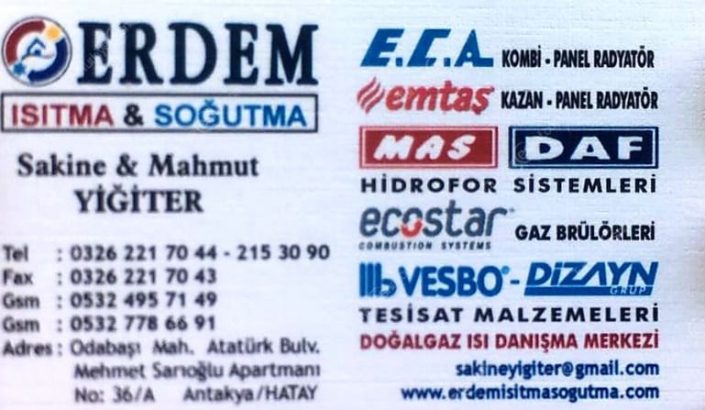 ERDEM
ISITMA & SOĞUTMA
Sakine & Mahmut
YİĞİTER
Tel : 0326 221 70 44 - 215 30 90
Fax : 0326 221 70 43
Gsm : 0532 495 71 49
Gsm : 0532 778 66 91
Adres : Odabaşı Mah. Atatürk Bulv.
Mehmet Sarıoğlu Apartmanı
No: 36/A Antakya/HATAY
E.C.A KOMBİ - PANEL RADYATÖR
emtaş KAZAN - PANEL RADYATÖR
MAS DAF
HİDROFOR SİSTEMLERİ
ecostar GAZ BRÜLÖRLERİ
COMBUSTION SYSTEMS
VESBO® - DİZAYN
GRUP
TESİSAT MALZEMELERİ
DOĞALGAZ ISI DANIŞMA MERKEZİ
sakineyigiter@gmail.com
www.erdemisitmasogutma.com